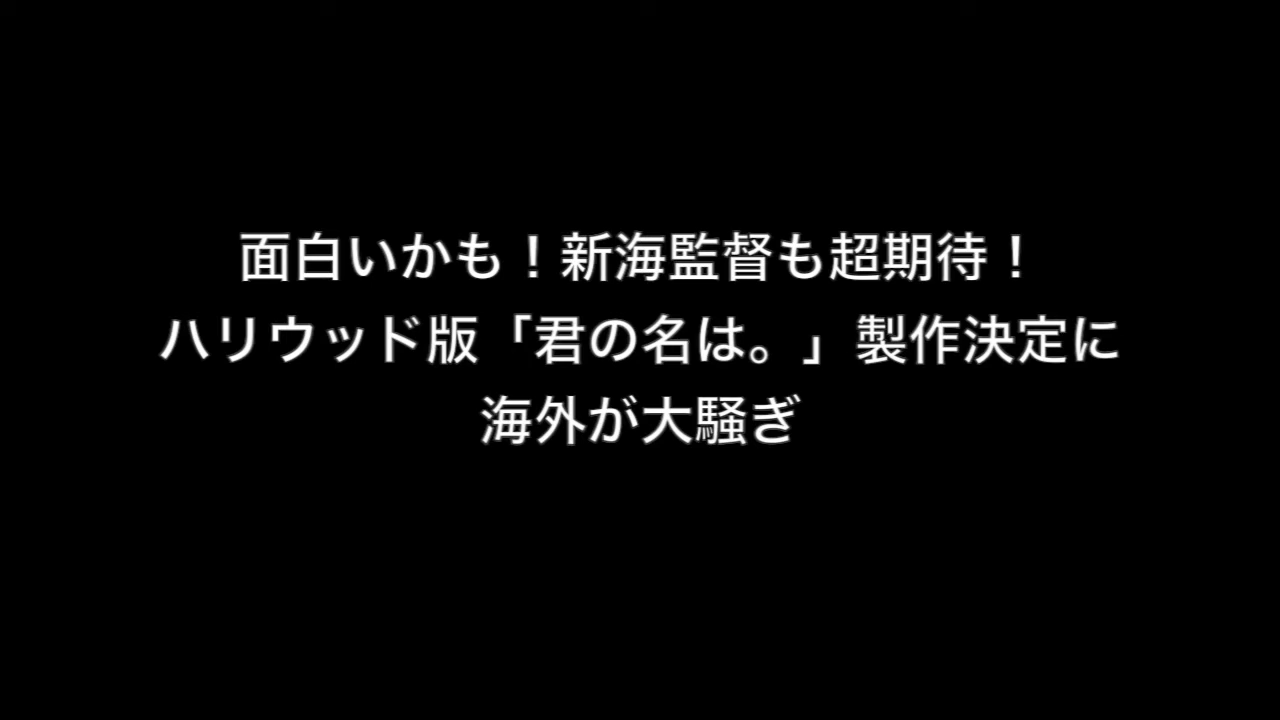 面白いかも！新海監督も超期待！
ハリウッド版「君の名は。」製作決定に
海外が大騒ぎ